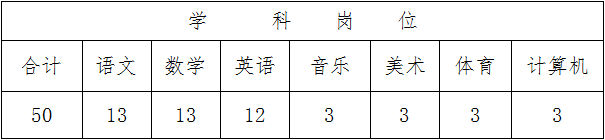 学 科 岗 位
合计 语文 数学 英语 音乐 美术 体育 计算机
50 13 13 12 3 3 3 3